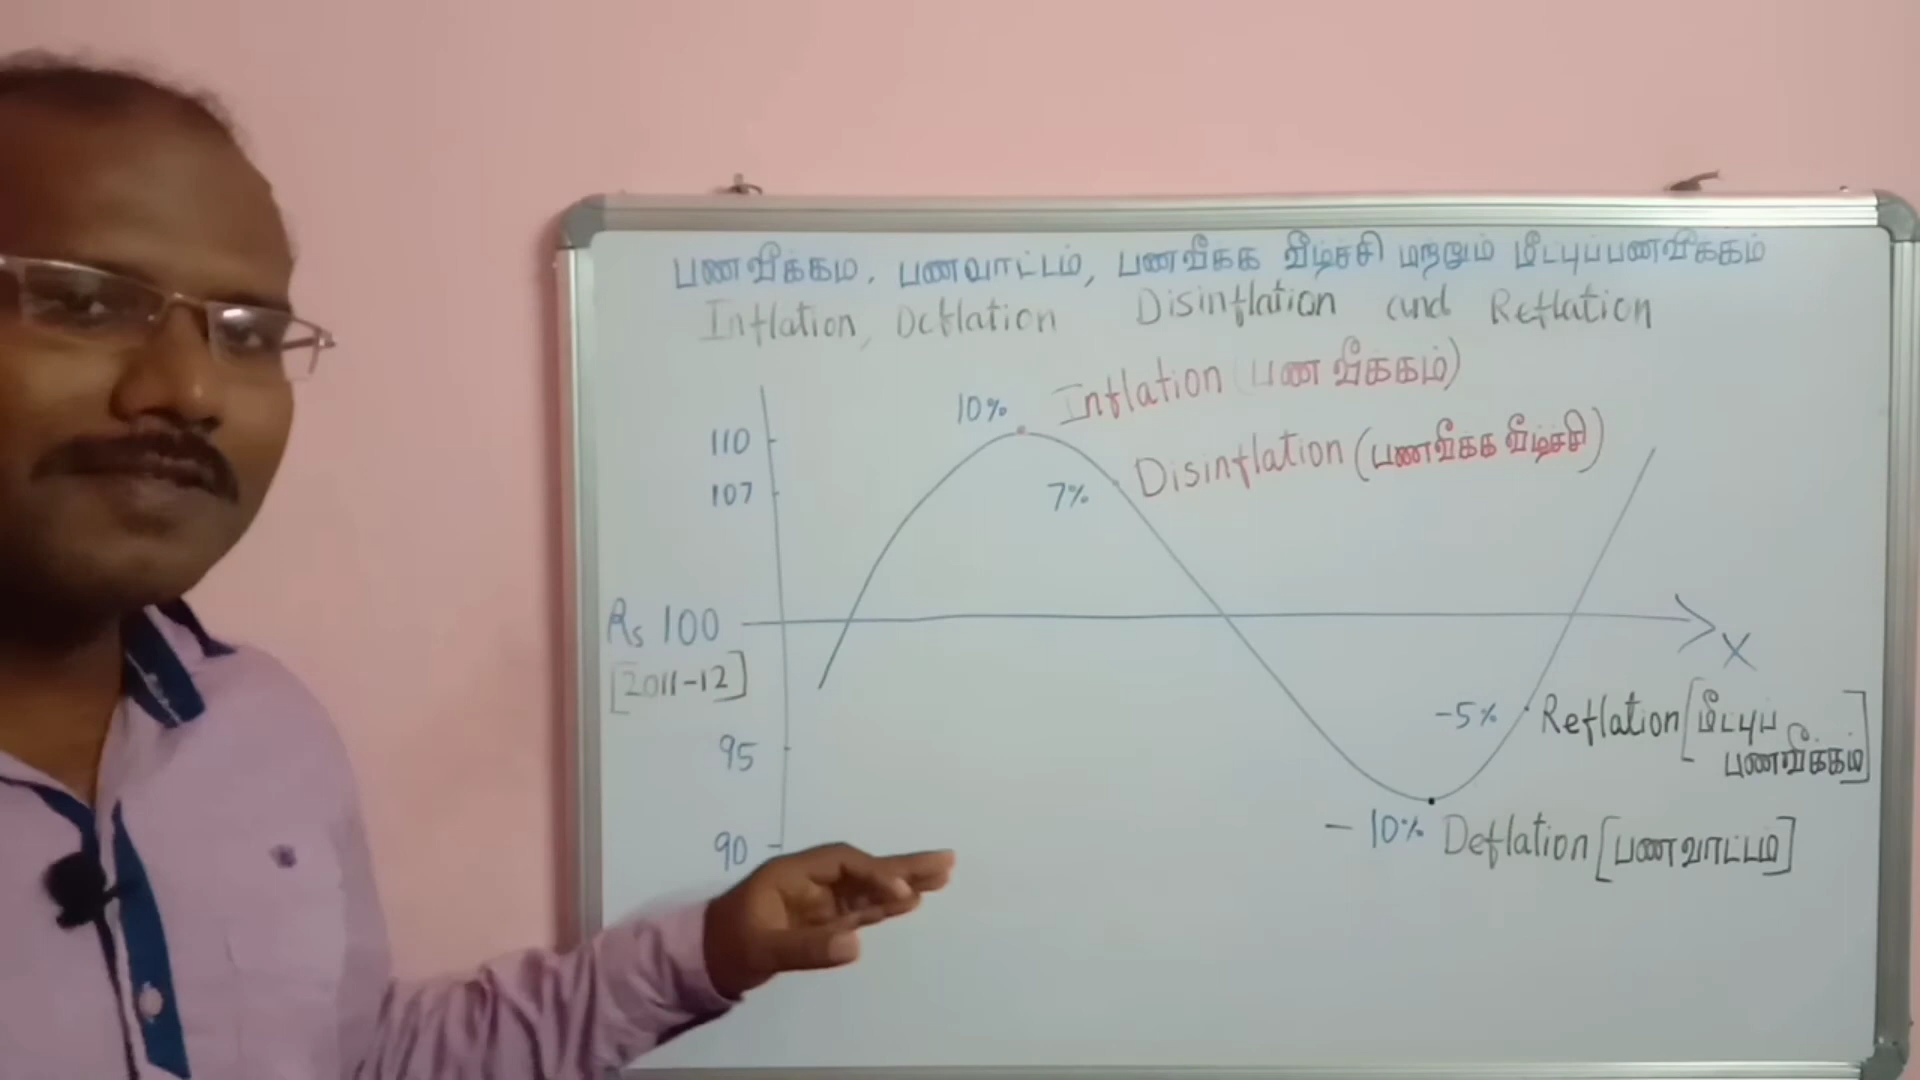 பணவீக்கம, பணவாட்டம், பணவீக்க வீழ்ச்சி மற்றும் மீட்புப்பணவீக்கம்
Inflation, Deflation Disinflation and Reflation
10% Inflation (பணவீக்கம்)
110
7% Disinflation (பணவீக்க வீழ்ச்சி)
107
Rs 100
X
[2011-12]
-5% Reflation [மீட்புப்
பணவீக்கம்]
95
- 10% Deflation [பணவாட்டம்]
90